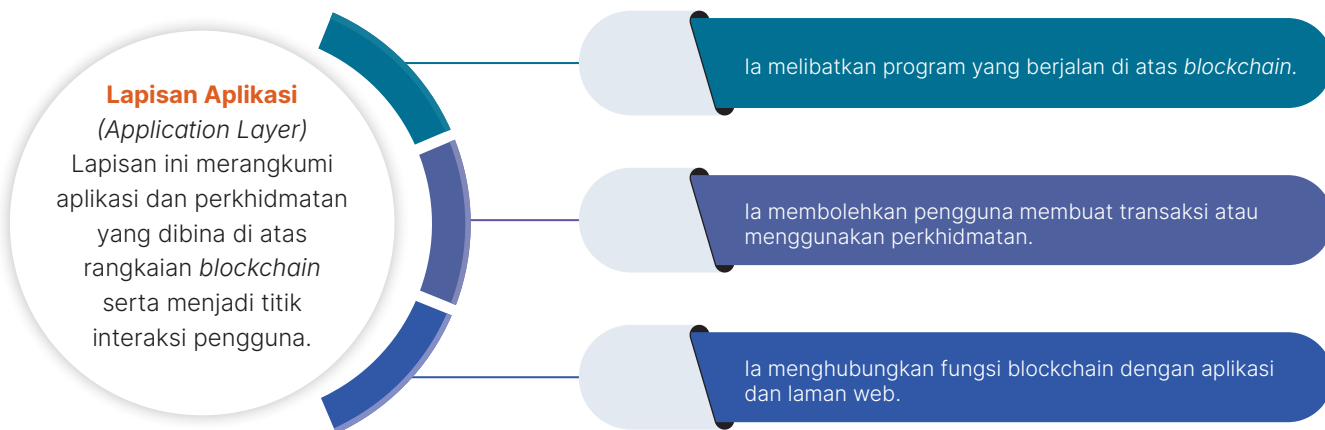 Lapisan Aplikasi
(Application Layer)
Lapisan ini merangkumi
aplikasi dan perkhidmatan
yang dibina di atas
rangkaian blockchain
serta menjadi titik
interaksi pengguna.
Ia melibatkan program yang berjalan di atas blockchain.
Ia membolehkan pengguna membuat transaksi atau
menggunakan perkhidmatan.
Ia menghubungkan fungsi blockchain dengan aplikasi
dan laman web.